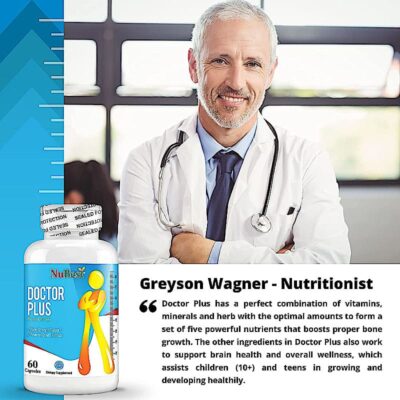 NuBest
DOCTOR
PLUS
60
Capsules
Dietary Supplement
Greyson Wagner - Nutritionist
“ Doctor Plus has a perfect combination of vitamins,
minerals and herb with the optimal amounts to form a
set of five powerful nutrients that boosts proper bone
growth. The other ingredients in Doctor Plus also work
to support brain health and overall wellness, which
assists children (10+) and teens in growing and
developing healthily.